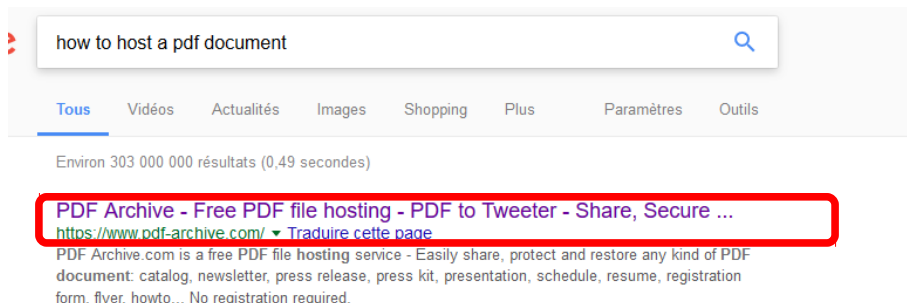 how to host a pdf document
Tous Vidéos Actualités Images Shopping Plus Paramètres Outils
Environ 303 000 000 résultats (0,49 secondes)
PDF Archive - Free PDF file hosting - PDF to Tweeter - Share, Secure ...
https://www.pdf-archive.com/ ▾ Traduire cette page
PDF Archive.com is a free PDF file hosting service - Easily share, protect and restore any kind of PDF
document: catalog, newsletter, press release, press kit, presentation, schedule, resume, registration
form, flyer, howto... No registration required.